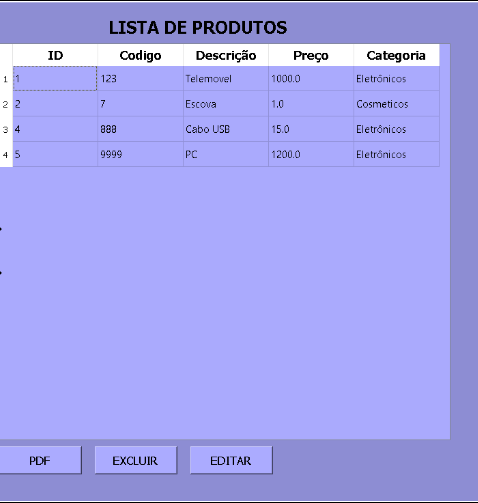 LISTA DE PRODUTOS
ID Codigo Descrição Preço Categoria
1 1 123 Telemovel 1000.0 Eletrônicos
2 2 7 Escova 1.0 Cosmeticos
3 4 888 Cabo USB 15.0 Eletrônicos
4 5 9999 PC 1200.0 Eletrônicos
PDF EXCLUIR EDITAR